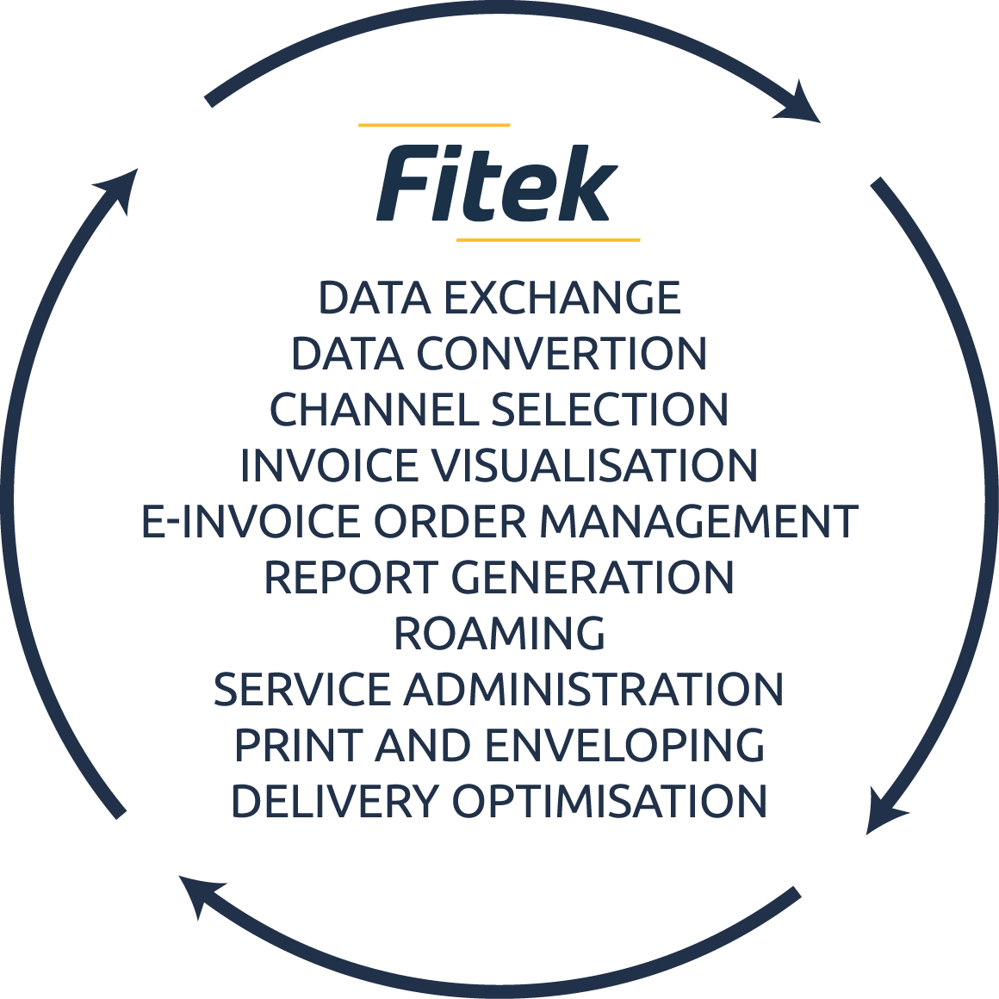 Fitek
DATA EXCHANGE
DATA CONVERTION
CHANNEL SELECTION
INVOICE VISUALISATION
E-INVOICE ORDER MANAGEMENT
REPORT GENERATION
ROAMING
SERVICE ADMINISTRATION
PRINT AND ENVELOPING
DELIVERY OPTIMISATION